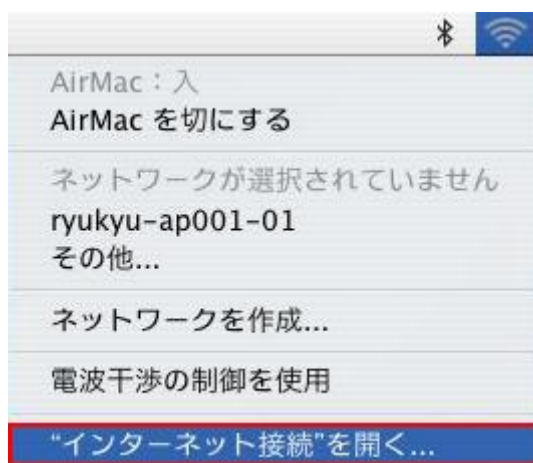 AirMac：入
AirMac を切にする
ネットワークが選択されていません
ryukyu-ap001-01
その他...
ネットワークを作成...
電波干渉の制御を使用
“インターネット接続”を開く...